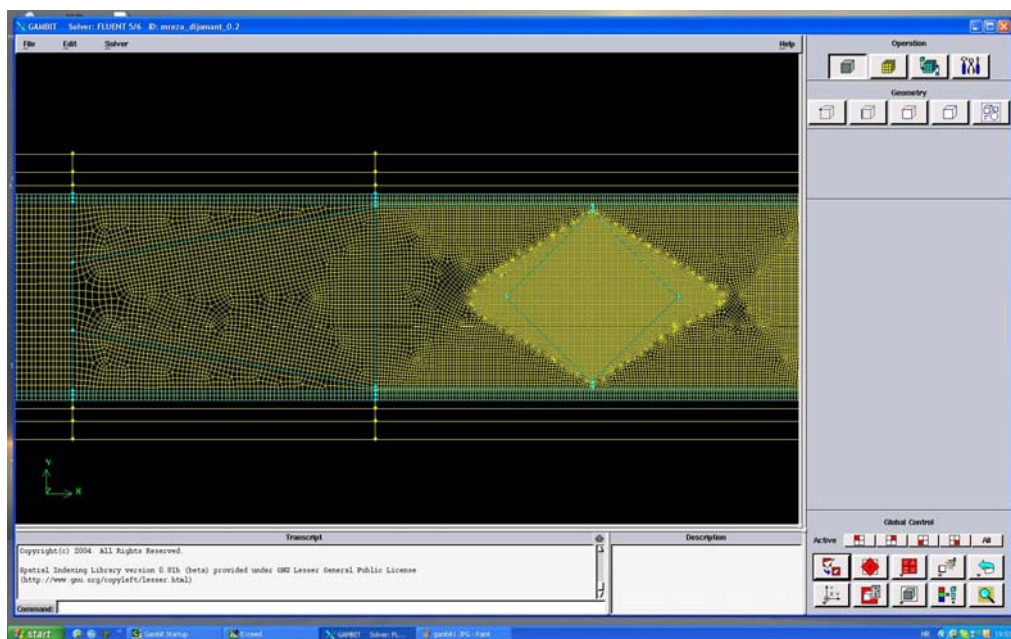 GAMBIT Solver: FLUENT 5/6 ID: mreza_dijamant_0.2
File Edit Solver Help
Operation
Geometry
Y
Z X
Global Control
Active All
Transcript
Description
Copyright(c) 2004. All Rights Reserved.
Spatial Indexing Library version 0.81b (beta) provided under GNU Lesser General Public License
(http://www.gnu.org/copyleft/lesser.html)
Command:
start Gambit Startup Exceed GAMBIT Solver: FL... gambit1.JPG - Paint HR